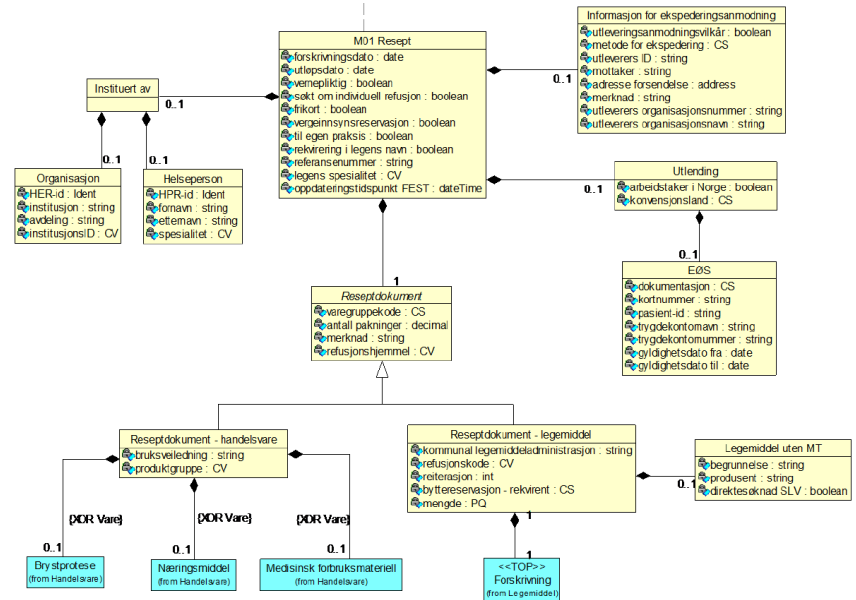 M01 Resept
forskrivningsdato : date
utløpsdato : date
vernepliktig : boolean
søkt om individuell refusjon : boolean
frikort : boolean
vergeinnsynsreservasjon : boolean
til egen praksis : boolean
rekvirering i legens navn : boolean
referansenummer : string
legens spesialitet : CV
oppdateringstidspunkt FEST : dateTime
Informasjon for ekspederingsanmodning
utleveringsanmodningsvilkår : boolean
metode for ekspedering : CS
utleverers ID : string
mottaker : string
adresse forsendelse : address
merknad : string
utleverers organisasjonsnummer : string
utleverers organisasjonsnavn : string
0..1
Instituert av
0..1
0..1
0..1
Organisasjon
HER-id : Ident
institusjon : string
avdeling : string
institusjonsID : CV
Helseperson
HPR-id : Ident
fornavn : string
etternavn : string
spesialitet : CV
Utlending
arbeidstaker i Norge : boolean
konvensjonsland : CS
0..1
0..1
EØS
dokumentasjon : CS
kortnummer : string
pasient-id : string
trygdekontornavn : string
trygdekontornummer : string
gyldighetsdato fra : date
gyldighetsdato til : date
1
Reseptdokument
varegruppekode : CS
antall pakninger : decimal
merknad : string
refusjonshjemmel : CV
Reseptdokument - handelsvare
bruksveiledning : string
produktgruppe : CV
Reseptdokument - legemiddel
kommunal legemiddeladministrasjon : string
refusjonskode : CV
reiterasjon : int
byttereservasjon - rekvirent : CS
mengde : PQ
Legemiddel uten MT
begrunnelse : string
produsent : string
direktesøknad SLV : boolean
0..1
{XOR Vare}
{XOR Vare}
{XOR Vare}
0..1
0..1
0..1
1
1
Brystprotese
(from Handelsvare)
Næringsmiddel
(from Handelsvare)
Medisinsk forbruksmateriell
(from Handelsvare)
<<TOP>>
Forskrivning
(from Legemiddel)